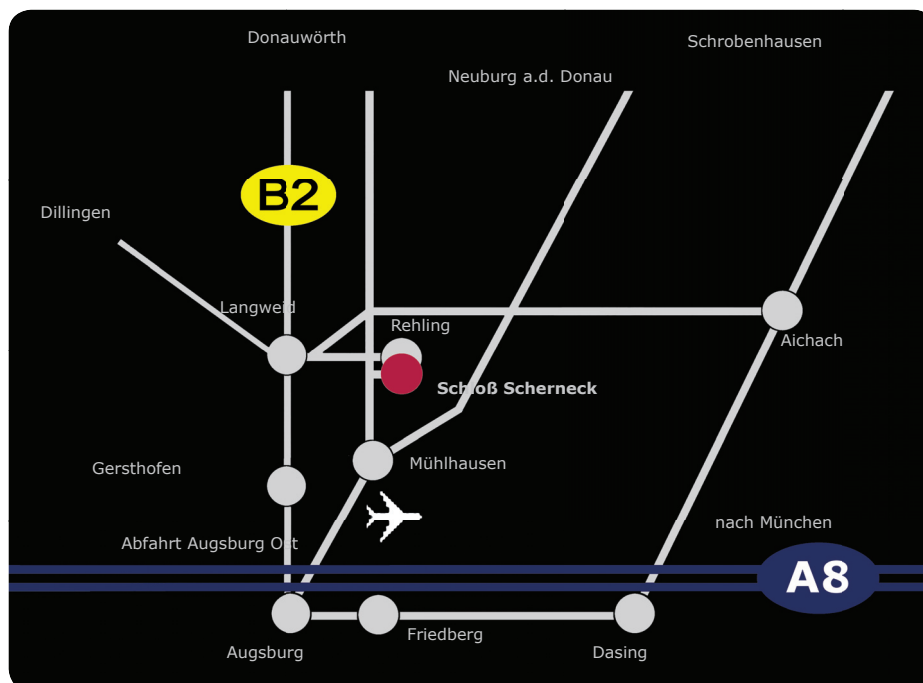 Donauwörth
Schrobenhausen
Neuburg a.d. Donau
B2
Dillingen
Langweid
Rehling
Aichach
Schloß Scherneck
Gersthofen
Mühlhausen
Abfahrt Augsburg Ost
nach München
A8
Friedberg
Augsburg
Dasing